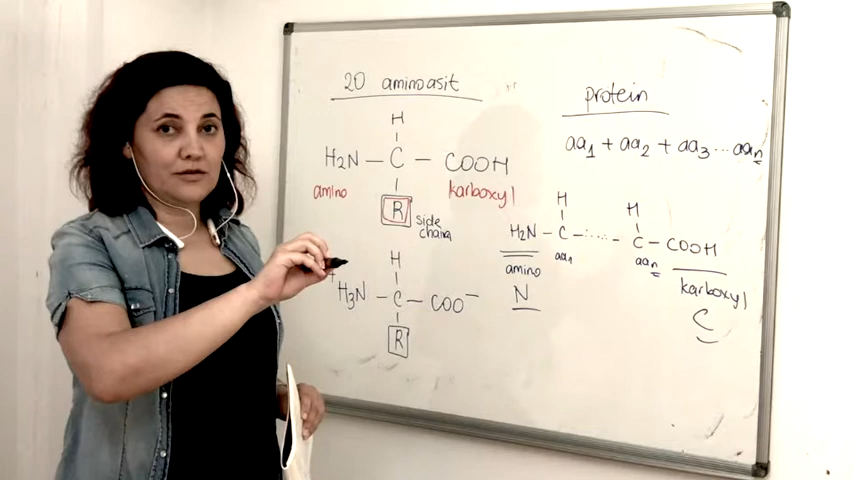 20 aminoasit
H
H₂N — C — COOH
amino
karboxyl
R
side
chain
H
+
H₃N — C — COO⁻
R
protein
aa₁ + aa₂ + aa₃ ... aaₙ
H
H
H₂N — C —.....- C — COOH
aa₁
aaₙ
amino
karboxyl
N
C